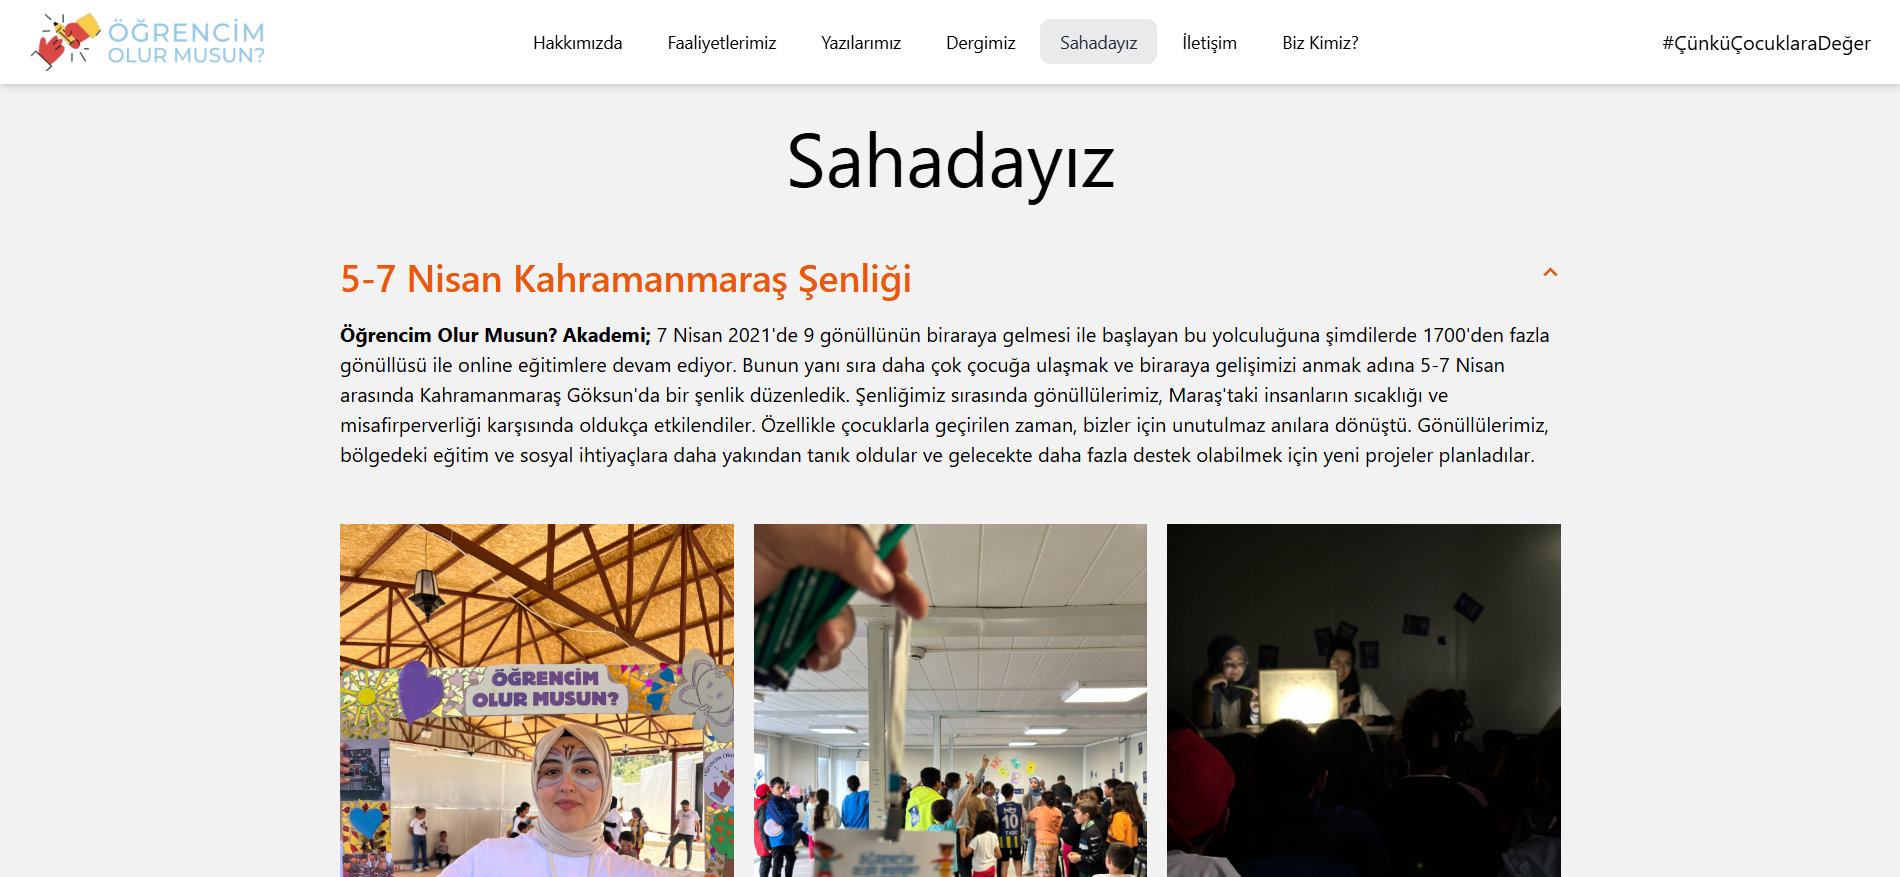 ÖĞRENCİM
OLUR MUSUN?
Hakkımızda
Faaliyetlerimiz
Yazılarımız
Dergimiz
Sahadayız
İletişim
Biz Kimiz?
#ÇünküÇocuklaraDeğer
Sahadayız
5-7 Nisan Kahramanmaraş Şenliği
Öğrencim Olur Musun? Akademi; 7 Nisan 2021'de 9 gönüllünün biraraya gelmesi ile başlayan bu yolculuğuna şimdilerde 1700'den fazla
gönüllüsü ile online eğitimlere devam ediyor. Bunun yanı sıra daha çok çocuğa ulaşmak ve biraraya gelişimizi anmak adına 5-7 Nisan
arasında Kahramanmaraş Göksun'da bir şenlik düzenledik. Şenliğimiz sırasında gönüllülerimiz, Maraş'taki insanların sıcaklığı ve
misafirperverliği karşısında oldukça etkilendiler. Özellikle çocuklarla geçirilen zaman, bizler için unutulmaz anılara dönüştü. Gönüllülerimiz,
bölgedeki eğitim ve sosyal ihtiyaçlara daha yakından tanık oldular ve gelecekte daha fazla destek olabilmek için yeni projeler planladılar.
ÖĞRENCİM
OLUR MUSUN?
Öğrencim
10
ÖĞRENCİM
OLUR MUSUN?